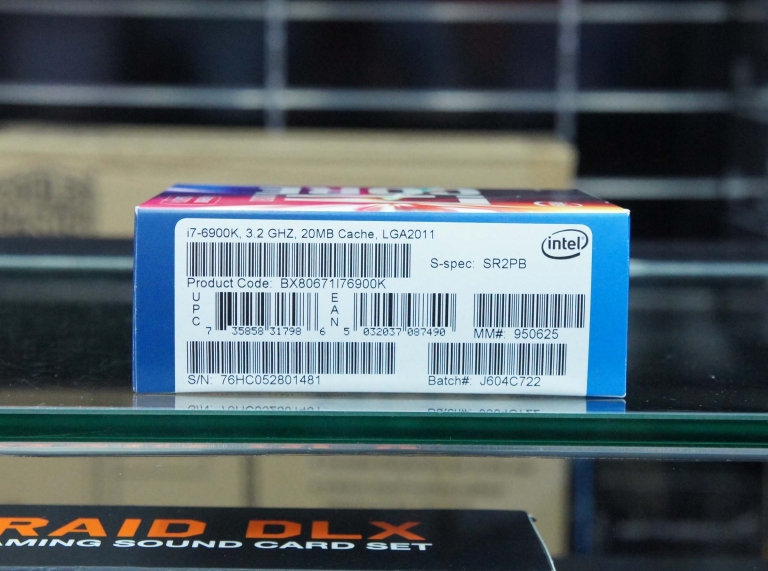 i7-6900K, 3.2 GHZ, 20MB Cache, LGA2011
intel
S-spec: SR2PB
Product Code: BX80671I76900K
UPC
7 35858 31798 6
EAN
5 032037 087490
MM#: 950625
S/N: 76HC052801481
Batch#: J604C722
RAID DLX
AMING SOUND CARD SET